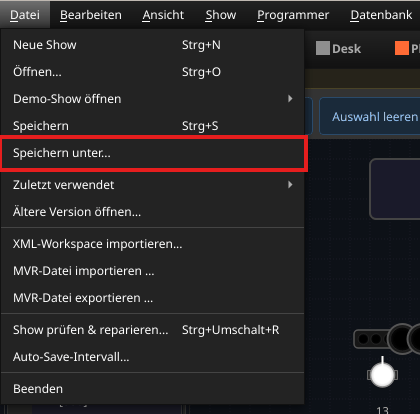 Datei Bearbeiten Ansicht Show Programmer Datenbank
Neue Show Strg+N
Öffnen... Strg+O
Desk
Demo-Show öffnen
Speichern Strg+S
Auswahl leeren
Speichern unter...
Zuletzt verwendet
Ältere Version öffnen...
XML-Workspace importieren...
MVR-Datei importieren ...
MVR-Datei exportieren ...
Show prüfen & reparieren... Strg+Umschalt+R
Auto-Save-Intervall...
Beenden
13